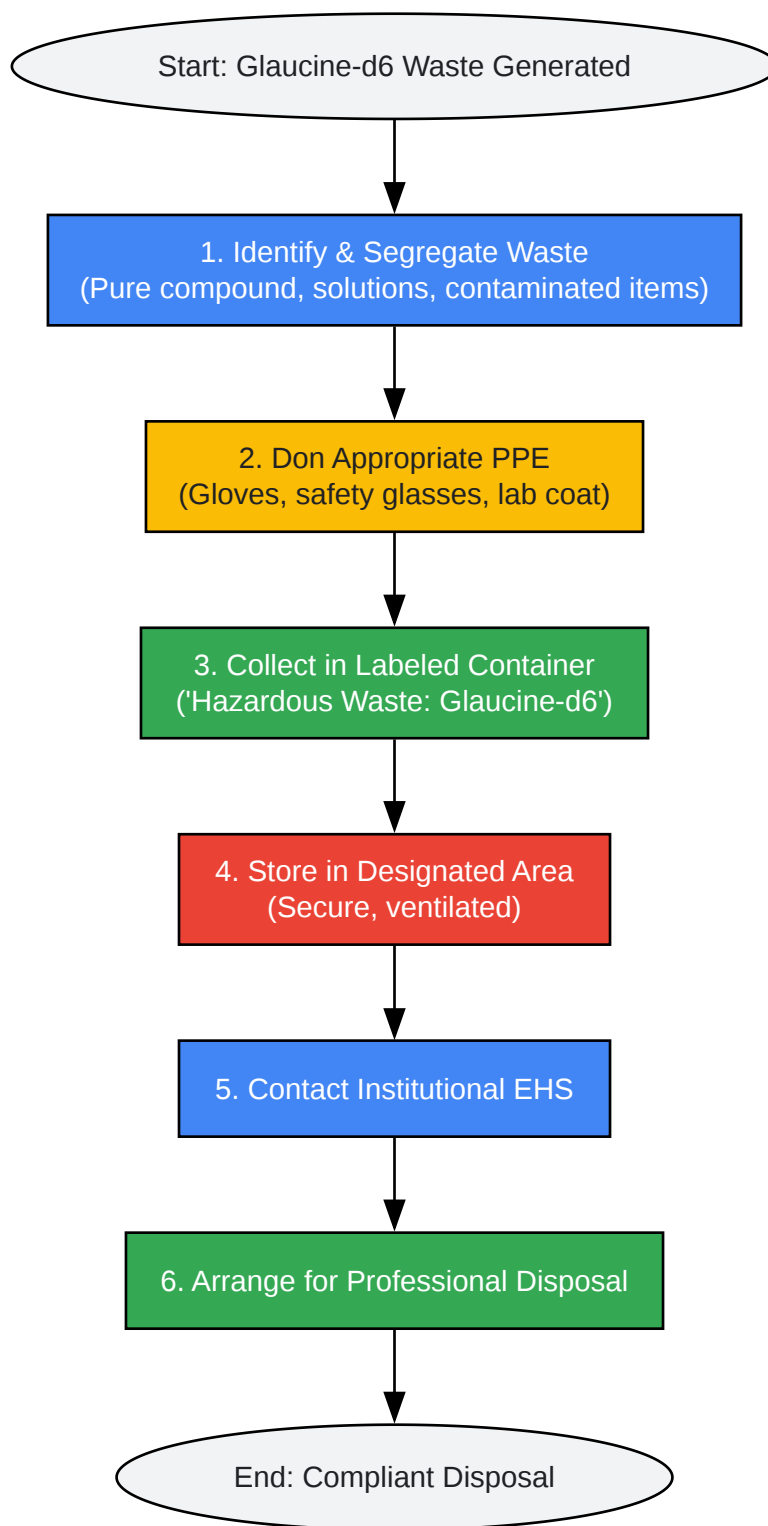 Start: Glaucine-d6 Waste Generated
1. Identify & Segregate Waste
(Pure compound, solutions, contaminated items)
2. Don Appropriate PPE
(Gloves, safety glasses, lab coat)
3. Collect in Labeled Container
('Hazardous Waste: Glaucine-d6')
4. Store in Designated Area
(Secure, ventilated)
5. Contact Institutional EHS
6. Arrange for Professional Disposal
End: Compliant Disposal